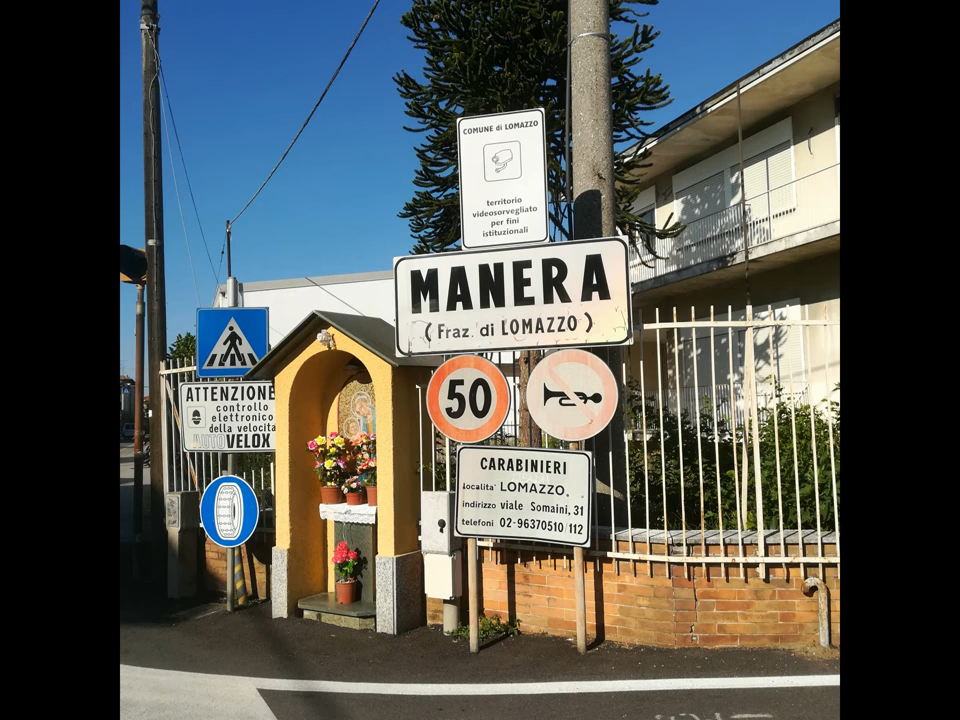 COMUNE di LOMAZZO
territorio
videosorvegliato
per fini
istituzionali
MANERA
(Fraz. di LOMAZZO)
50
ATTENZIONE
controllo
elettronico
della velocità
AUTOVELOX
CARABINIERI
località LOMAZZO.
indirizzo viale Somaini, 31
telefoni 02-96370510/112